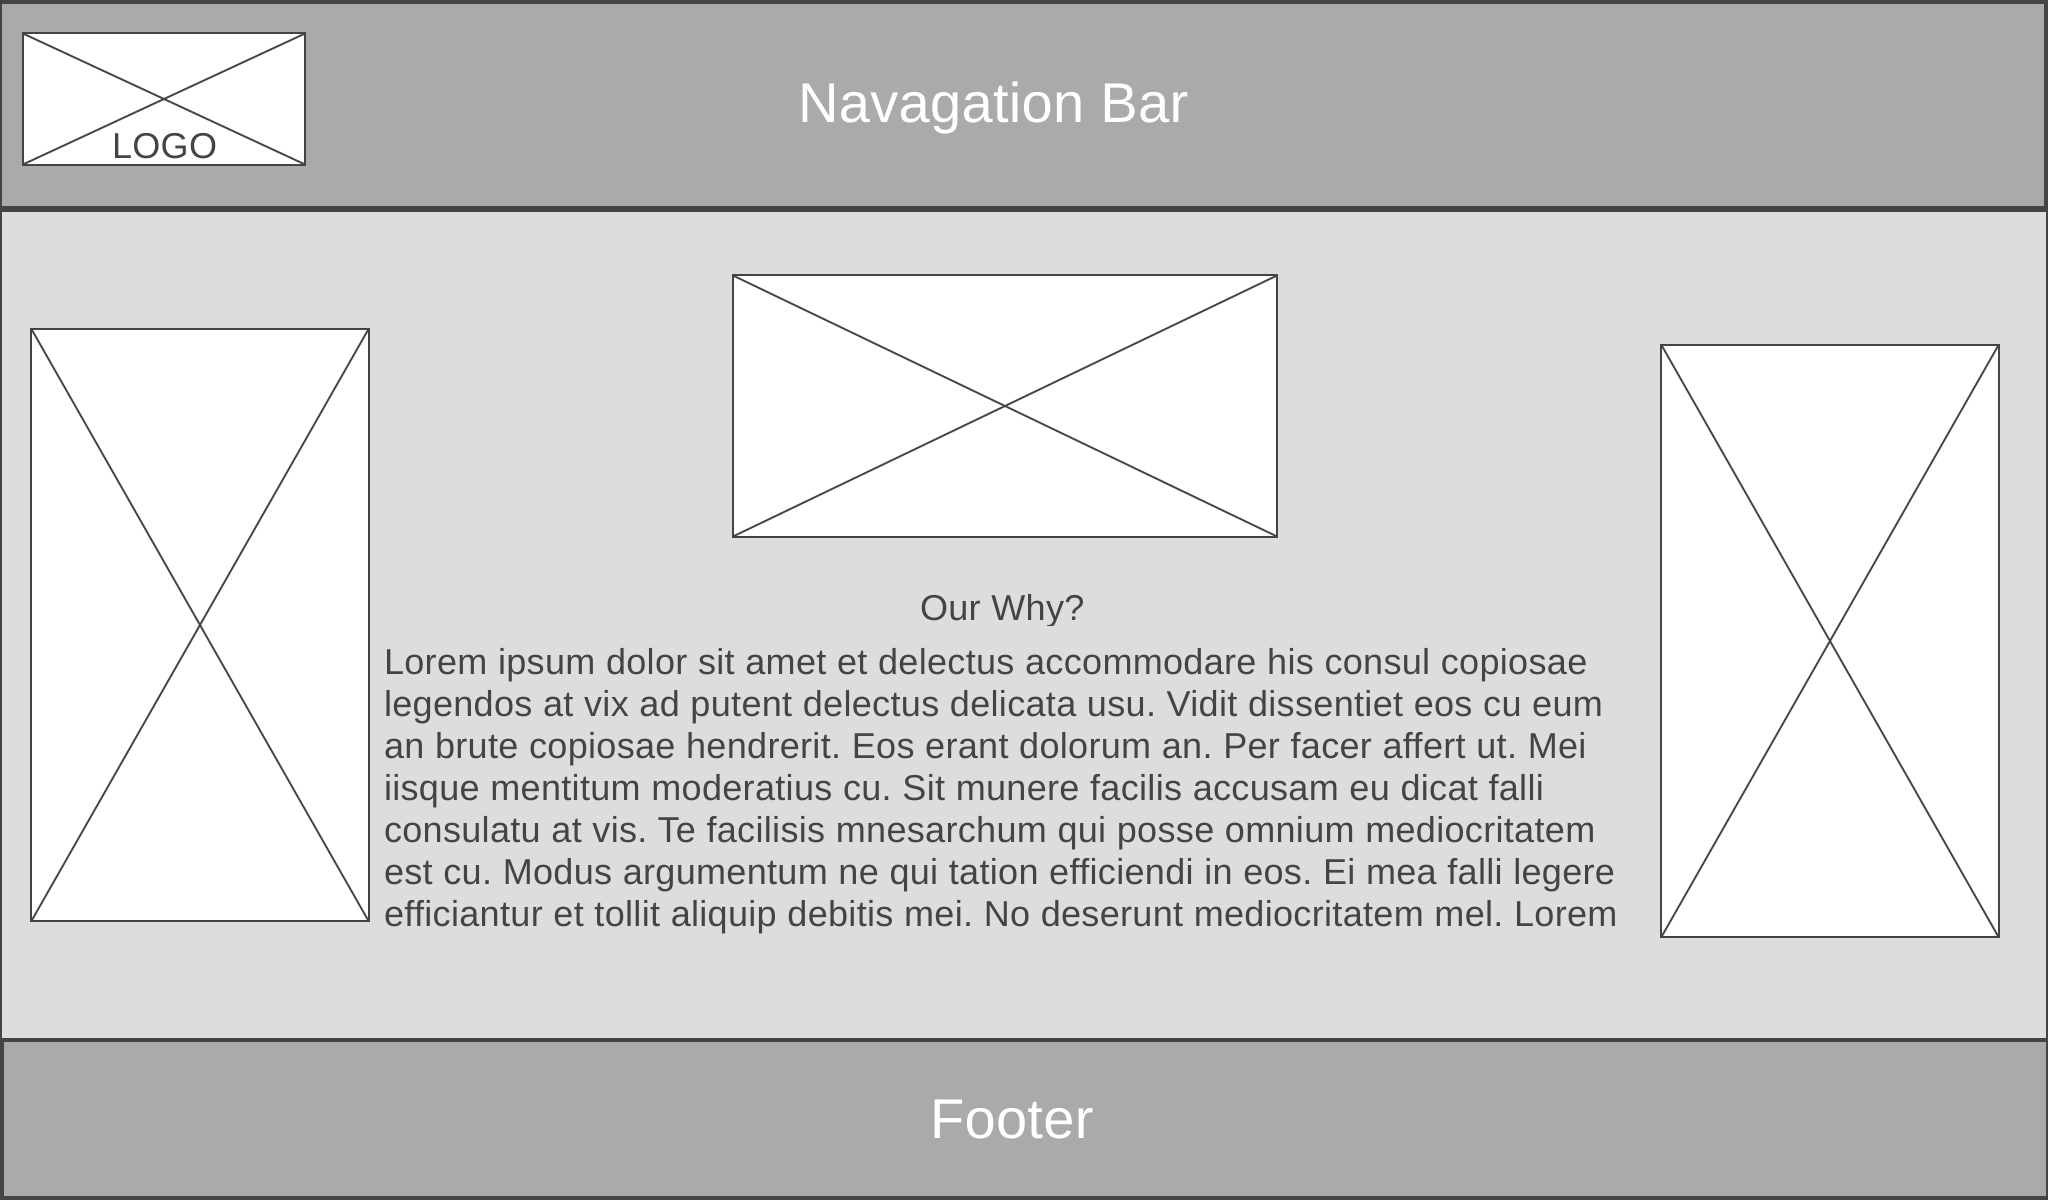 LOGO
Navagation Bar
Our Why?
Lorem ipsum dolor sit amet et delectus accommodare his consul copiosae
legendos at vix ad putent delectus delicata usu. Vidit dissentiet eos cu eum
an brute copiosae hendrerit. Eos erant dolorum an. Per facer affert ut. Mei
iisque mentitum moderatius cu. Sit munere facilis accusam eu dicat falli
consulatu at vis. Te facilisis mnesarchum qui posse omnium mediocritatem
est cu. Modus argumentum ne qui tation efficiendi in eos. Ei mea falli legere
efficiantur et tollit aliquip debitis mei. No deserunt mediocritatem mel. Lorem
Footer